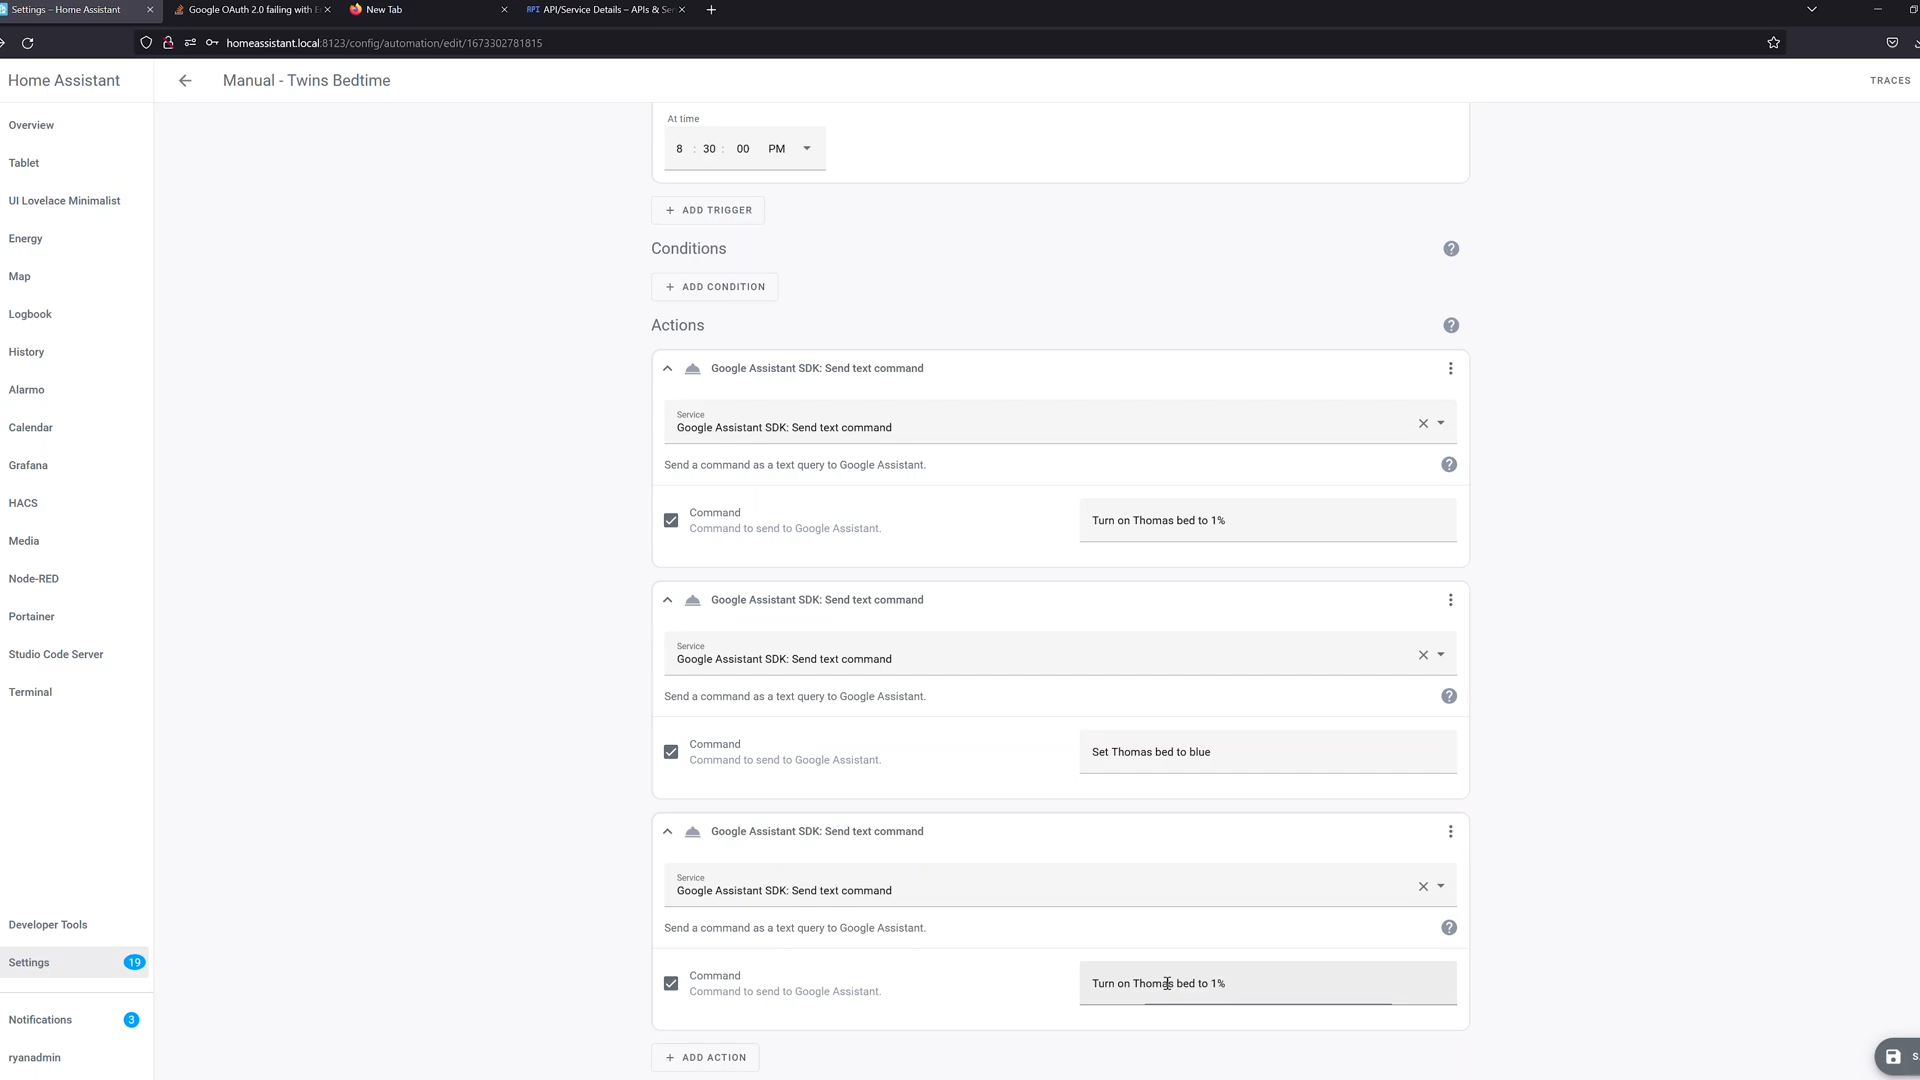 Settings – Home Assistant
Google OAuth 2.0 failing with
New Tab
API API/Service Details – APIs & Ser
homeassistant.local:8123/config/automation/edit/1673302781815
Home Assistant
Manual - Twins Bedtime
TRACES
Overview
Tablet
UI Lovelace Minimalist
Energy
Map
Logbook
History
Alarmo
Calendar
Grafana
HACS
Media
Node-RED
Portainer
Studio Code Server
Terminal
Developer Tools
Settings 19
Notifications 3
ryanadmin
At time
8 : 30 : 00 PM
+ ADD TRIGGER
Conditions
+ ADD CONDITION
Actions
Google Assistant SDK: Send text command
Service
Google Assistant SDK: Send text command
Send a command as a text query to Google Assistant.
Command
Command to send to Google Assistant.
Turn on Thomas bed to 1%
Google Assistant SDK: Send text command
Service
Google Assistant SDK: Send text command
Send a command as a text query to Google Assistant.
Command
Command to send to Google Assistant.
Set Thomas bed to blue
Google Assistant SDK: Send text command
Service
Google Assistant SDK: Send text command
Send a command as a text query to Google Assistant.
Command
Command to send to Google Assistant.
Turn on Thomas bed to 1%
+ ADD ACTION